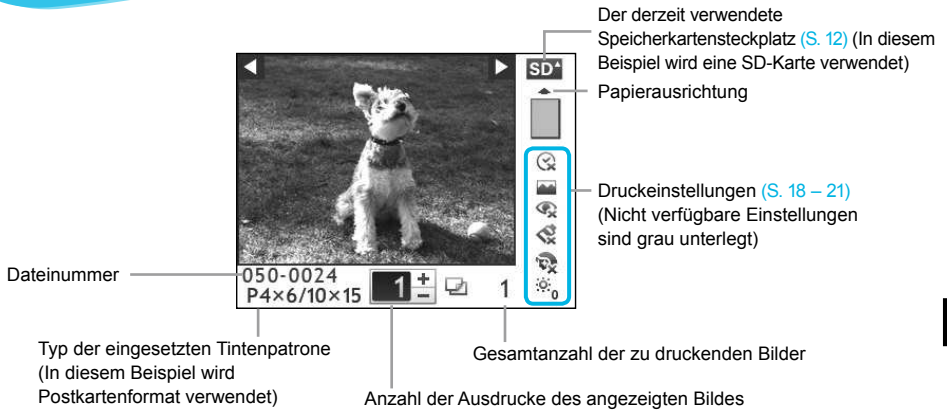 Der derzeit verwendete
Speicherkartensteckplatz (S. 12) (In diesem
Beispiel wird eine SD-Karte verwendet)
SD
Papierausrichtung
Druckeinstellungen (S. 18 – 21)
(Nicht verfügbare Einstellungen
sind grau unterlegt)
Dateinummer
050-0024
P4×6/10×15
1
+
−
1
0
Typ der eingesetzten Tintenpatrone
(In diesem Beispiel wird
Postkartenformat verwendet)
Gesamtanzahl der zu druckenden Bilder
Anzahl der Ausdrucke des angezeigten Bildes